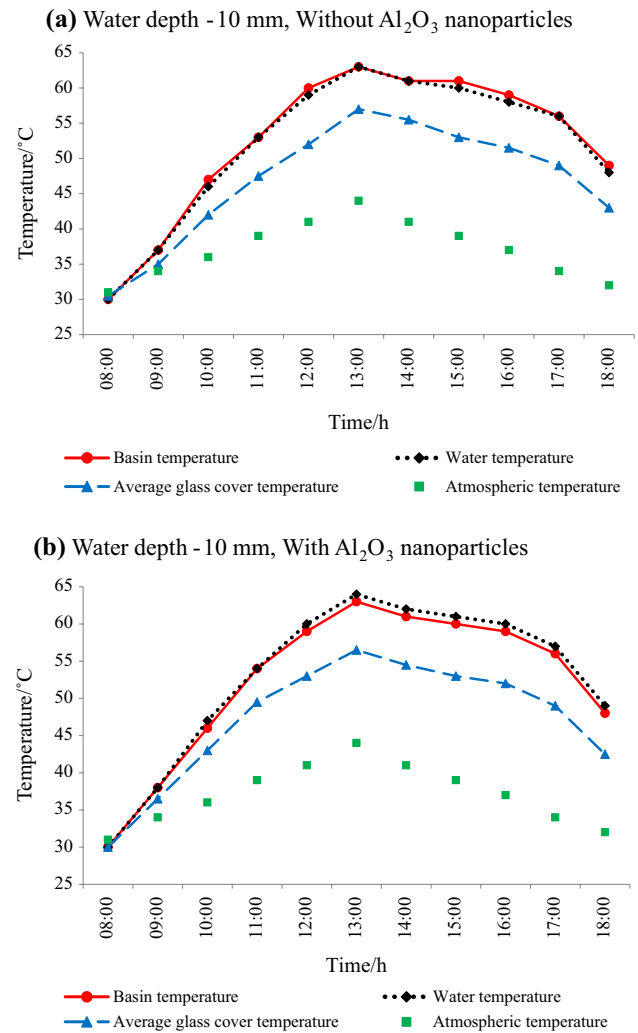 (a) Water depth -10 mm, Without Al₂O₃ nanoparticles
65
60
55
50
45
40
35
30
25
Temperature/°C
08:00
09:00
10:00
11:00
12:00
13:00
14:00
15:00
16:00
17:00
18:00
Time/h
Basin temperature
Water temperature
Average glass cover temperature
Atmospheric temperature
(b) Water depth -10 mm, With Al₂O₃ nanoparticles
65
60
55
50
45
40
35
30
25
Temperature/°C
08:00
09:00
10:00
11:00
12:00
13:00
14:00
15:00
16:00
17:00
18:00
Time/h
Basin temperature
Water temperature
Average glass cover temperature
Atmospheric temperature